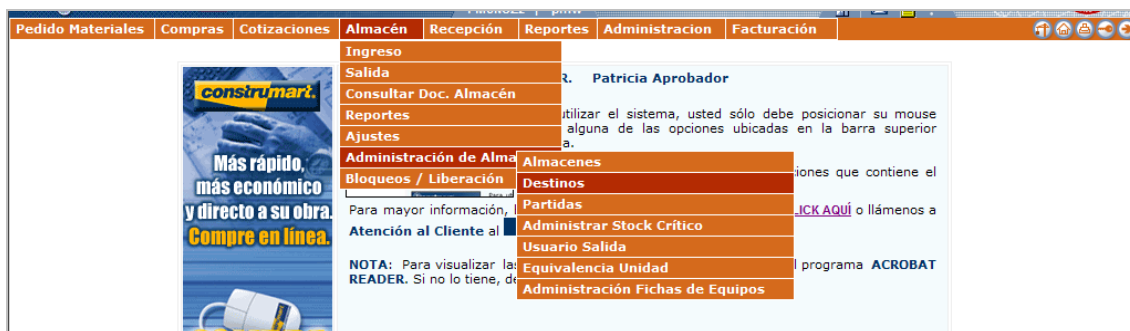 Pedido Materiales Compras Cotizaciones Almacén Recepción Reportes Administracion Facturación
Ingreso
Salida
Consultar Doc. Almacén
Reportes
Ajustes
Administración de Alma
Bloqueos / Liberación
Almacenes
Destinos
Partidas
Administrar Stock Crítico
Usuario Salida
Equivalencia Unidad
Administración Fichas de Equipos
construmart.
Más rápido,
más económico
y directo a su obra.
Compre en línea.
R. Patricia Aprobador
utilizar el sistema, usted sólo debe posicionar su mouse
alguna de las opciones ubicadas en la barra superior
a.
ciones que contiene el
Para mayor información, LICK AQUÍ o llámenos a
Atención al Cliente al
NOTA: Para visualizar las l programa ACROBAT
READER. Si no lo tiene, de